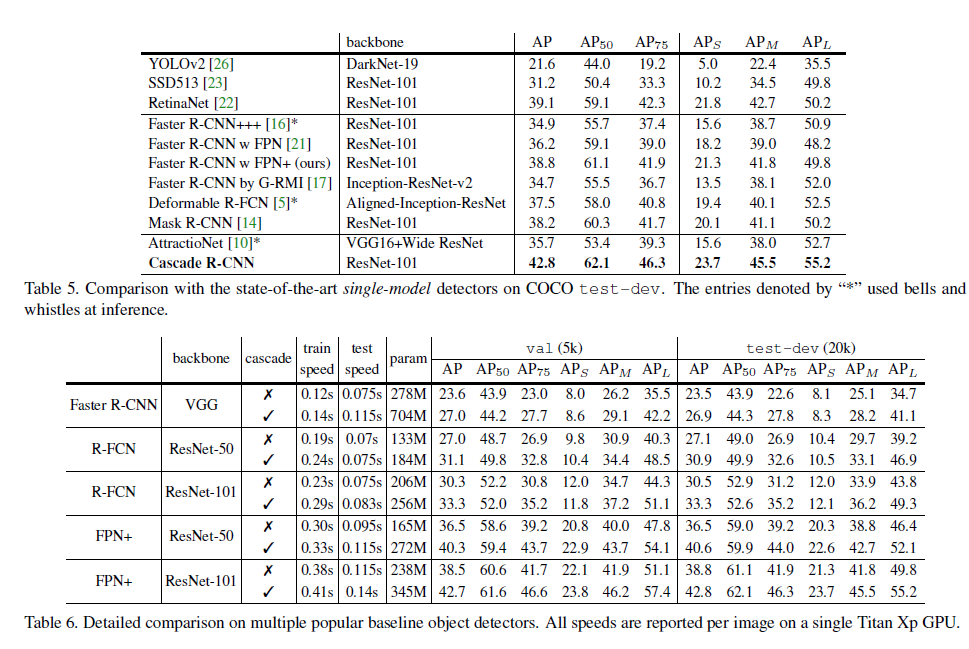 backbone AP AP50 AP75 APS APM APL
YOLOv2 [26] DarkNet-19 21.6 44.0 19.2 5.0 22.4 35.5
SSD513 [23] ResNet-101 31.2 50.4 33.3 10.2 34.5 49.8
RetinaNet [22] ResNet-101 39.1 59.1 42.3 21.8 42.7 50.2
Faster R-CNN+++ [16]* ResNet-101 34.9 55.7 37.4 15.6 38.7 50.9
Faster R-CNN w FPN [21] ResNet-101 36.2 59.1 39.0 18.2 39.0 48.2
Faster R-CNN w FPN+ (ours) ResNet-101 38.8 61.1 41.9 21.3 41.8 49.8
Faster R-CNN by G-RMI [17] Inception-ResNet-v2 34.7 55.5 36.7 13.5 38.1 52.0
Deformable R-FCN [5]* Aligned-Inception-ResNet 37.5 58.0 40.8 19.4 40.1 52.5
Mask R-CNN [14] ResNet-101 38.2 60.3 41.7 20.1 41.1 50.2
AttractioNet [10]* VGG16+Wide ResNet 35.7 53.4 39.3 15.6 38.0 52.7
Cascade R-CNN ResNet-101 42.8 62.1 46.3 23.7 45.5 55.2
Table 5. Comparison with the state-of-the-art single-model detectors on COCO test-dev. The entries denoted by “*” used bells and
whistles at inference.
backbone cascade train speed test speed param val (5k) test-dev (20k)
AP AP50 AP75 APS APM APL AP AP50 AP75 APS APM APL
Faster R-CNN VGG ✗ 0.12s 0.075s 278M 23.6 43.9 23.0 8.0 26.2 35.5 23.5 43.9 22.6 8.1 25.1 34.7
✓ 0.14s 0.115s 704M 27.0 44.2 27.7 8.6 29.1 42.2 26.9 44.3 27.8 8.3 28.2 41.1
R-FCN ResNet-50 ✗ 0.19s 0.07s 133M 27.0 48.7 26.9 9.8 30.9 40.3 27.1 49.0 26.9 10.4 29.7 39.2
✓ 0.24s 0.075s 184M 31.1 49.8 32.8 10.4 34.4 48.5 30.9 49.9 32.6 10.5 33.1 46.9
R-FCN ResNet-101 ✗ 0.23s 0.075s 206M 30.3 52.2 30.8 12.0 34.7 44.3 30.5 52.9 31.2 12.0 33.9 43.8
✓ 0.29s 0.083s 256M 33.3 52.0 35.2 11.8 37.2 51.1 33.3 52.6 35.2 12.1 36.2 49.3
FPN+ ResNet-50 ✗ 0.30s 0.095s 165M 36.5 58.6 39.2 20.8 40.0 47.8 36.5 59.0 39.2 20.3 38.8 46.4
✓ 0.33s 0.115s 272M 40.3 59.4 43.7 22.9 43.7 54.1 40.6 59.9 44.0 22.6 42.7 52.1
FPN+ ResNet-101 ✗ 0.38s 0.115s 238M 38.5 60.6 41.7 22.1 41.9 51.1 38.8 61.1 41.9 21.3 41.8 49.8
✓ 0.41s 0.14s 345M 42.7 61.6 46.6 23.8 46.2 57.4 42.8 62.1 46.3 23.7 45.5 55.2
Table 6. Detailed comparison on multiple popular baseline object detectors. All speeds are reported per image on a single Titan Xp GPU.